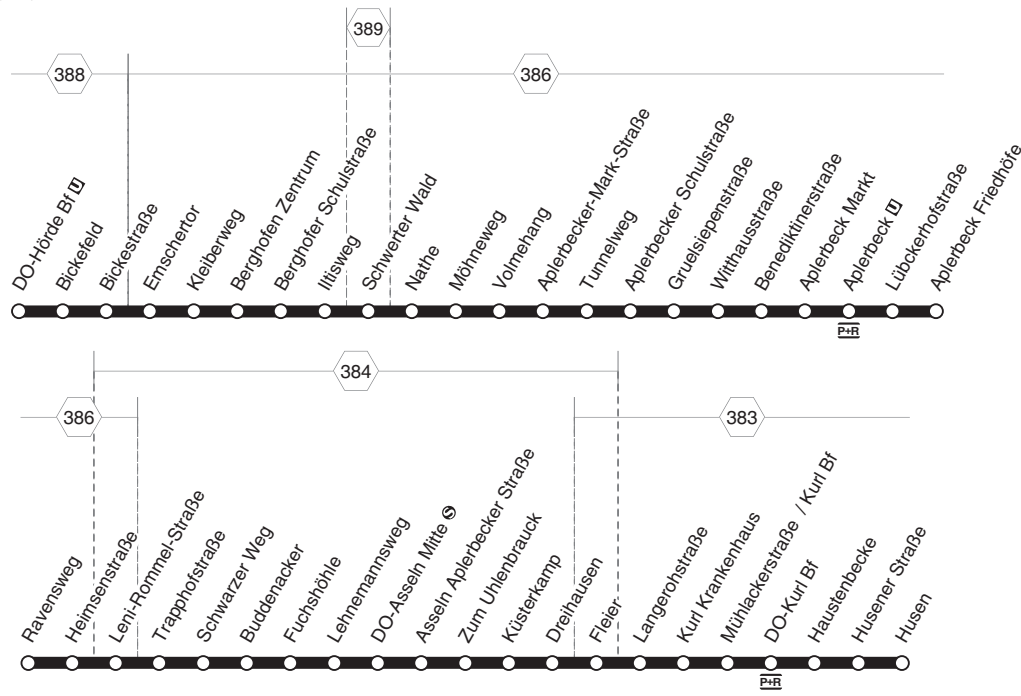 389
388
386
DO-Hörde Bf U
Bickefeld
Bickestraße
Emschertor
Kleiberweg
Berghofen Zentrum
Berghofer Schulstraße
Iltisweg
Schwerter Wald
Nathe
Möhneweg
Volmehang
Aplerbecker-Mark-Straße
Tunnelweg
Aplerbecker Schulstraße
Gruelsiepenstraße
Witthausstraße
Benediktinerstraße
Aplerbeck Markt
Aplerbeck U
Lübckerhofstraße
Aplerbeck Friedhöfe
P+R
384
386
383
Ravensweg
Heimsenstraße
Leni-Rommel-Straße
Trapphofstraße
Schwarzer Weg
Buddenacker
Fuchshöhle
Lehnemannsweg
DO-Asseln Mitte S
Asseln Aplerbecker Straße
Zum Uhlenbrauck
Küsterkamp
Dreihausen
Fleier
Langerohstraße
Kurl Krankenhaus
Mühlackerstraße / Kurl Bf
DO-Kurl Bf
Haustenbecke
Husener Straße
Husen
P+R